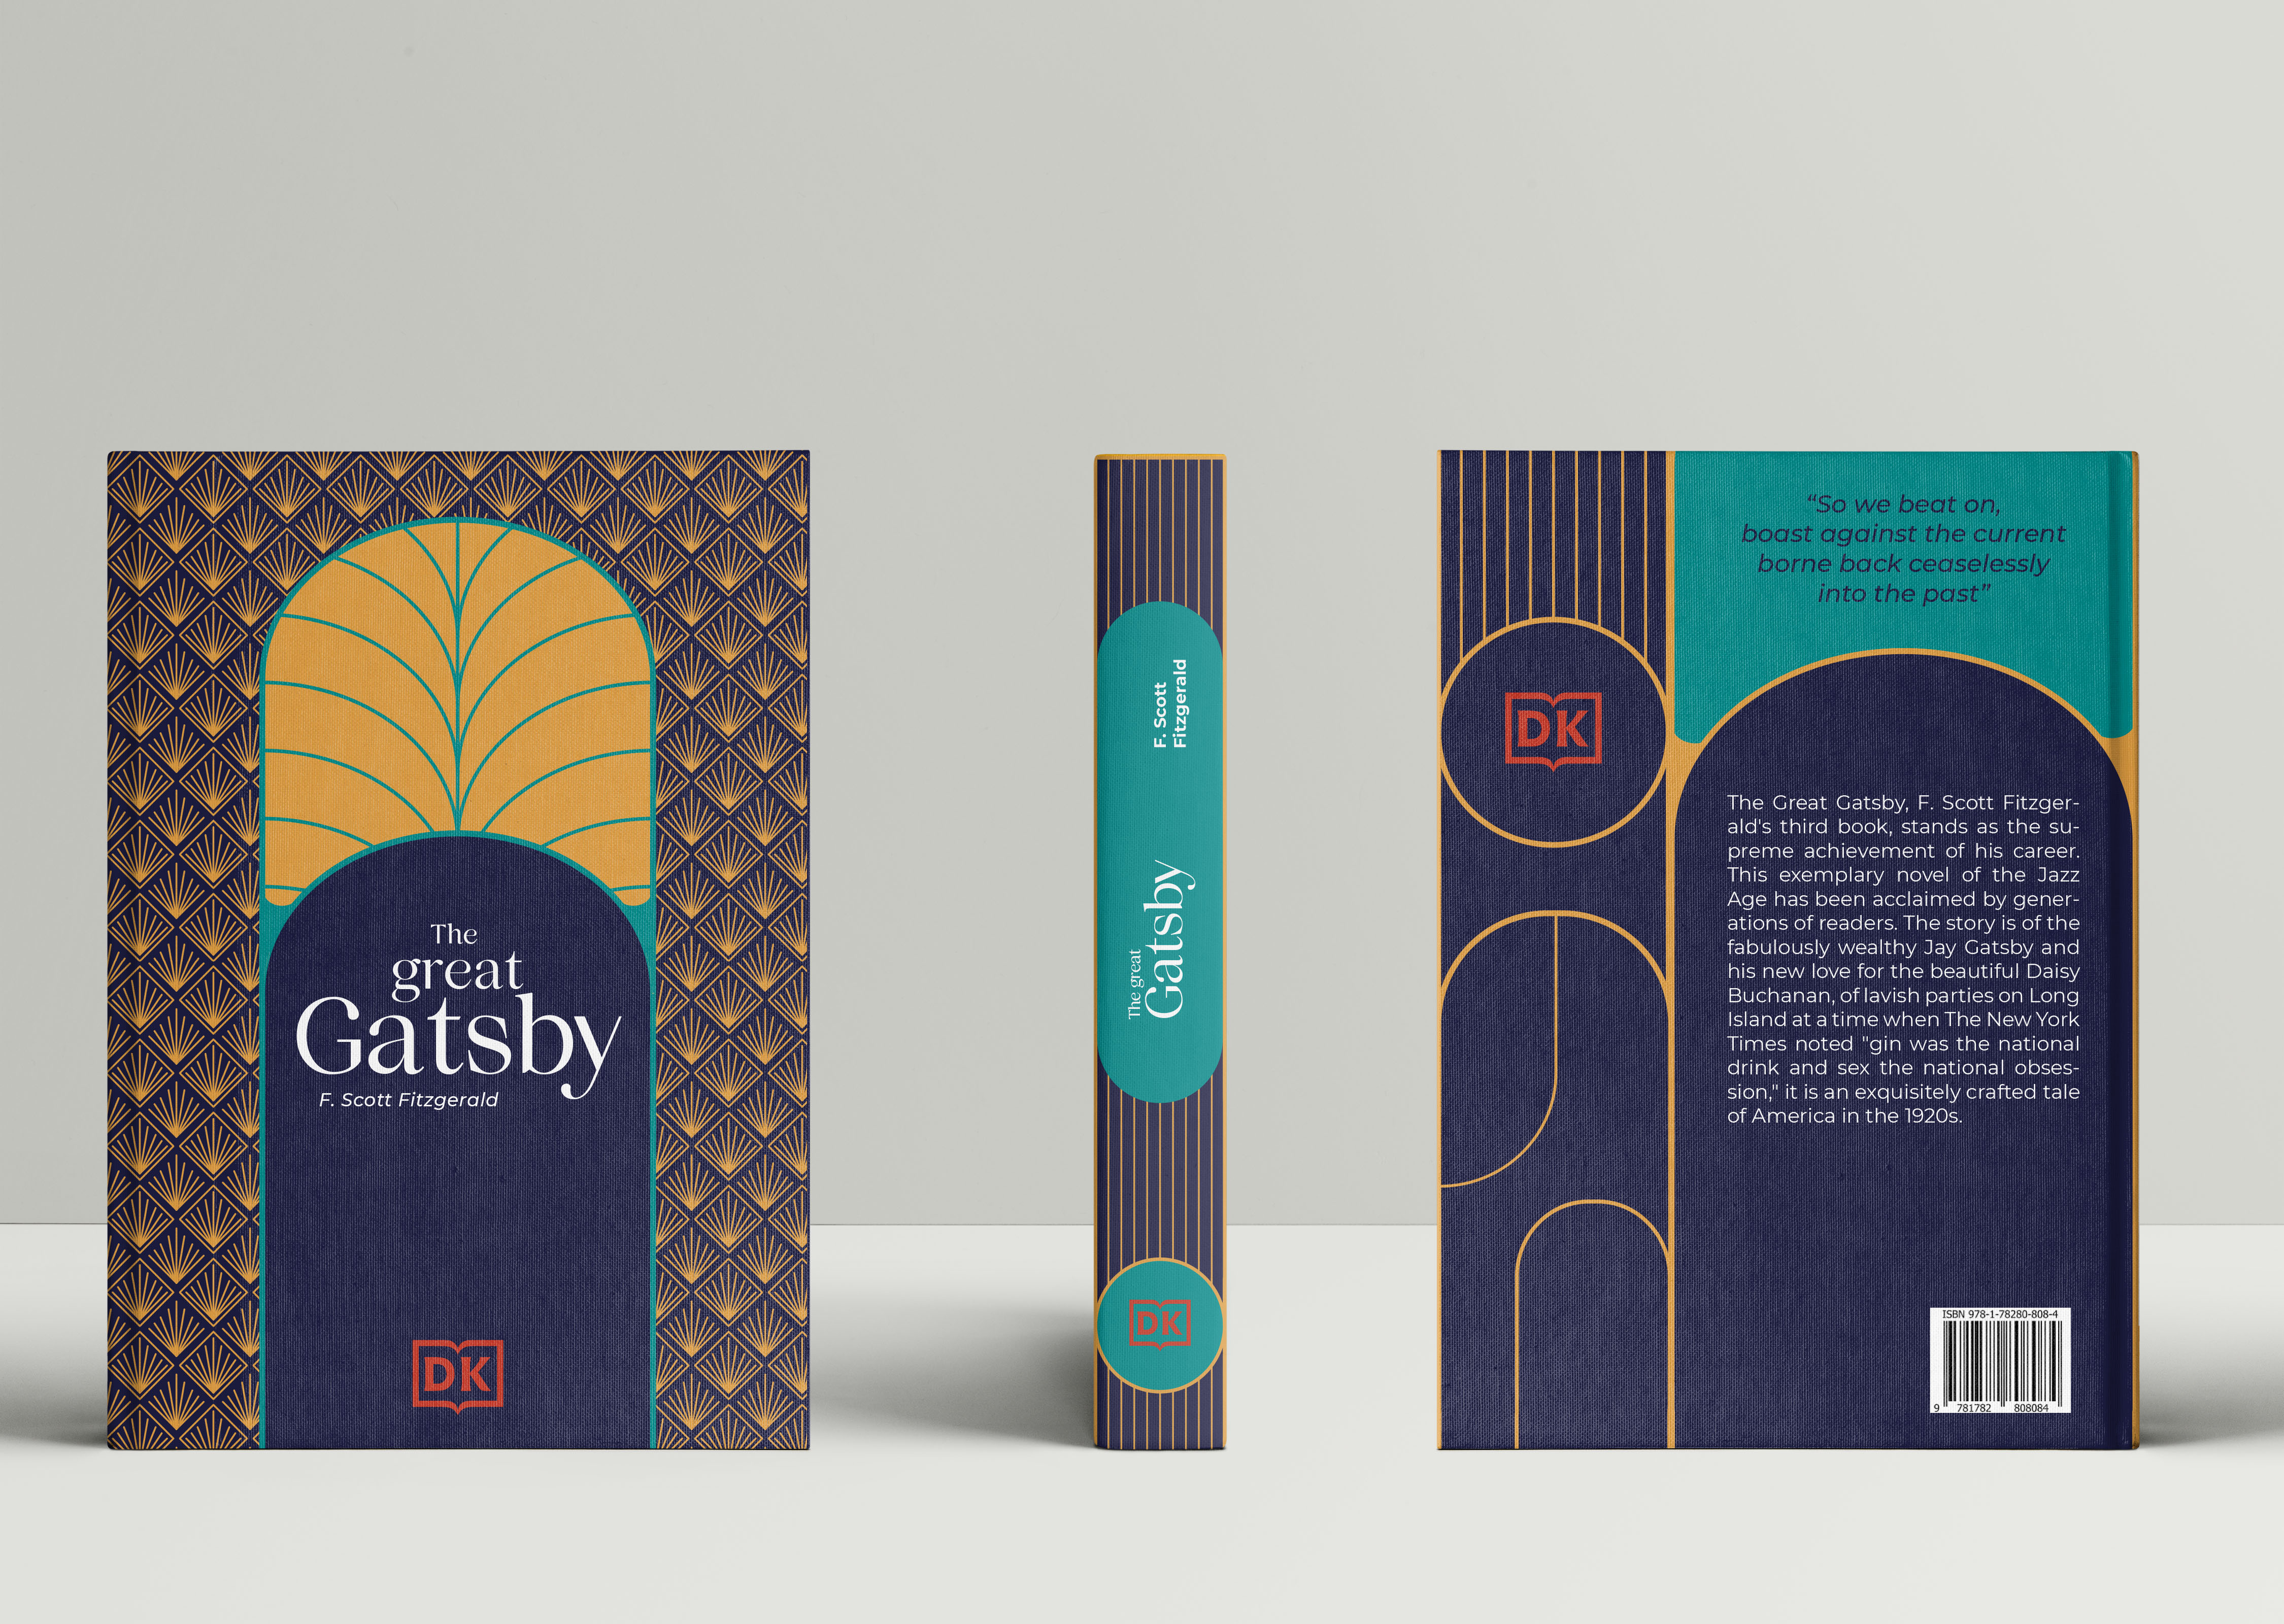 The
great
Gatsby
F. Scott Fitzgerald
DK
F. Scott
Fitzgerald
The great
Gatsby
DK
“So we beat on,
boast against the current
borne back ceaselessly
into the past”
DK
The Great Gatsby, F. Scott Fitzger-
ald's third book, stands as the su-
preme achievement of his career.
This exemplary novel of the Jazz
Age has been acclaimed by gener-
ations of readers. The story is of the
fabulously wealthy Jay Gatsby and
his new love for the beautiful Daisy
Buchanan, of lavish parties on Long
Island at a time when The New York
Times noted "gin was the national
drink and sex the national obses-
sion," it is an exquisitely crafted tale
of America in the 1920s.
ISBN 978-1-78280-808-4
9 781782 808084